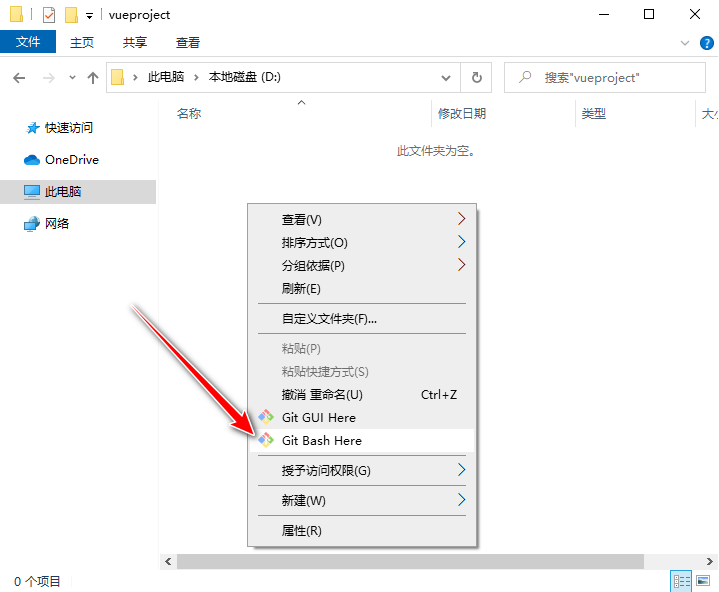 vueproject
文件 主页 共享 查看
此电脑 本地磁盘 (D:) 搜索"vueproject"
名称 修改日期 类型 大小
此文件夹为空。
快速访问
OneDrive
此电脑
网络
查看(V)
排序方式(O)
分组依据(P)
刷新(E)
自定义文件夹(F)...
粘贴(P)
粘贴快捷方式(S)
撤消 重命名(U) Ctrl+Z
Git GUI Here
Git Bash Here
授予访问权限(G)
新建(W)
属性(R)
0 个项目